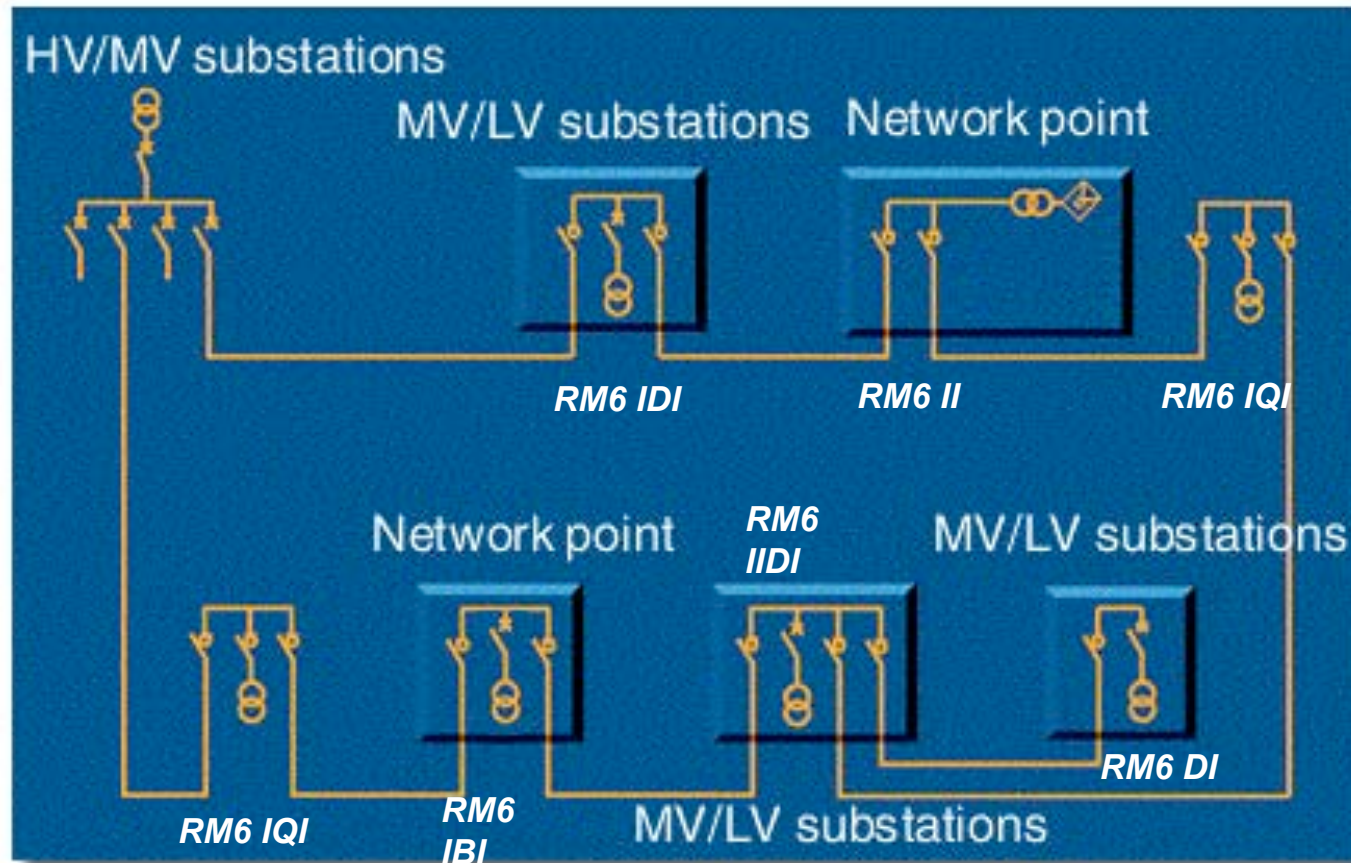 HV/MV substations
MV/LV substations
Network point
RM6 IDI
RM6 II
RM6 IQI
Network point
RM6
IIDI
MV/LV substations
RM6 DI
RM6 IQI
RM6
IBI
MV/LV substations